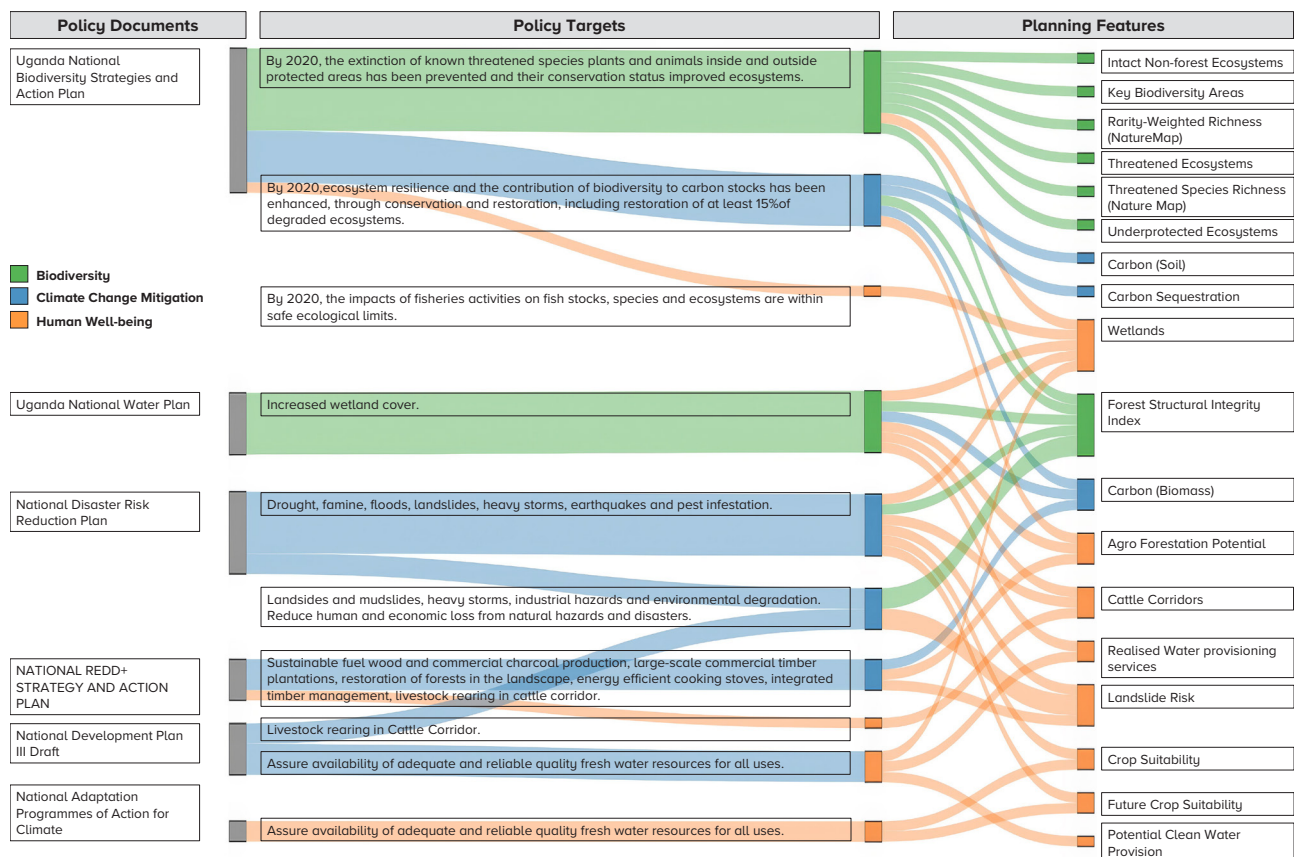 Policy Documents
Policy Targets
Planning Features
Uganda National
Biodiversity Strategies and
Action Plan
Uganda National Water Plan
National Disaster Risk
Reduction Plan
NATIONAL REDD+
STRATEGY AND ACTION
PLAN
National Development Plan
III Draft
National Adaptation
Programmes of Action for
Climate
Biodiversity
Climate Change Mitigation
Human Well-being
By 2020, the extinction of known threatened species plants and animals inside and outside
protected areas has been prevented and their conservation status improved ecosystems.
By 2020,ecosystem resilience and the contribution of biodiversity to carbon stocks has been
enhanced, through conservation and restoration, including restoration of at least 15%of
degraded ecosystems.
By 2020, the impacts of fisheries activities on fish stocks, species and ecosystems are within
safe ecological limits.
Increased wetland cover.
Drought, famine, floods, landslides, heavy storms, earthquakes and pest infestation.
Landsides and mudslides, heavy storms, industrial hazards and environmental degradation.
Reduce human and economic loss from natural hazards and disasters.
Sustainable fuel wood and commercial charcoal production, large-scale commercial timber
plantations, restoration of forests in the landscape, energy efficient cooking stoves, integrated
timber management, livestock rearing in cattle corridor.
Livestock rearing in Cattle Corridor.
Assure availability of adequate and reliable quality fresh water resources for all uses.
Assure availability of adequate and reliable quality fresh water resources for all uses.
Intact Non-forest Ecosystems
Key Biodiversity Areas
Rarity-Weighted Richness
(NatureMap)
Threatened Ecosystems
Threatened Species Richness
(Nature Map)
Underprotected Ecosystems
Carbon (Soil)
Carbon Sequestration
Wetlands
Forest Structural Integrity
Index
Carbon (Biomass)
Agro Forestation Potential
Cattle Corridors
Realised Water provisioning
services
Landslide Risk
Crop Suitability
Future Crop Suitability
Potential Clean Water
Provision